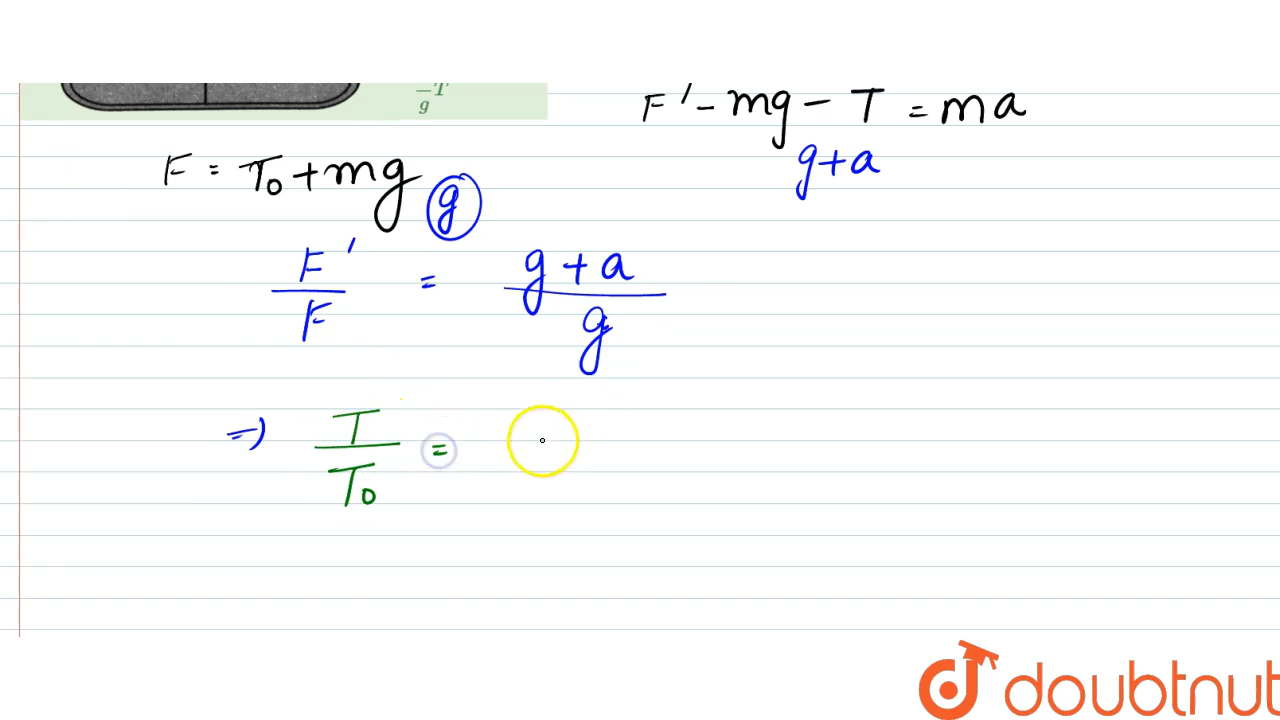 T
g
F' - mg - T = ma
g + a
F = T₀ + mg
g
F' / F = g + a / g
⇒ T / T₀ =
doubtnut